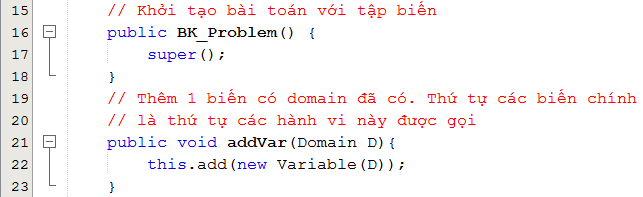 15 // Khởi tạo bài toán với tập biến
16 public BK_Problem() {
17 super();
18 }
19 // Thêm 1 biến có domain đã có. Thứ tự các biến chính
20 // là thứ tự các hành vi này được gọi
21 public void addVar(Domain D){
22 this.add(new Variable(D));
23 }